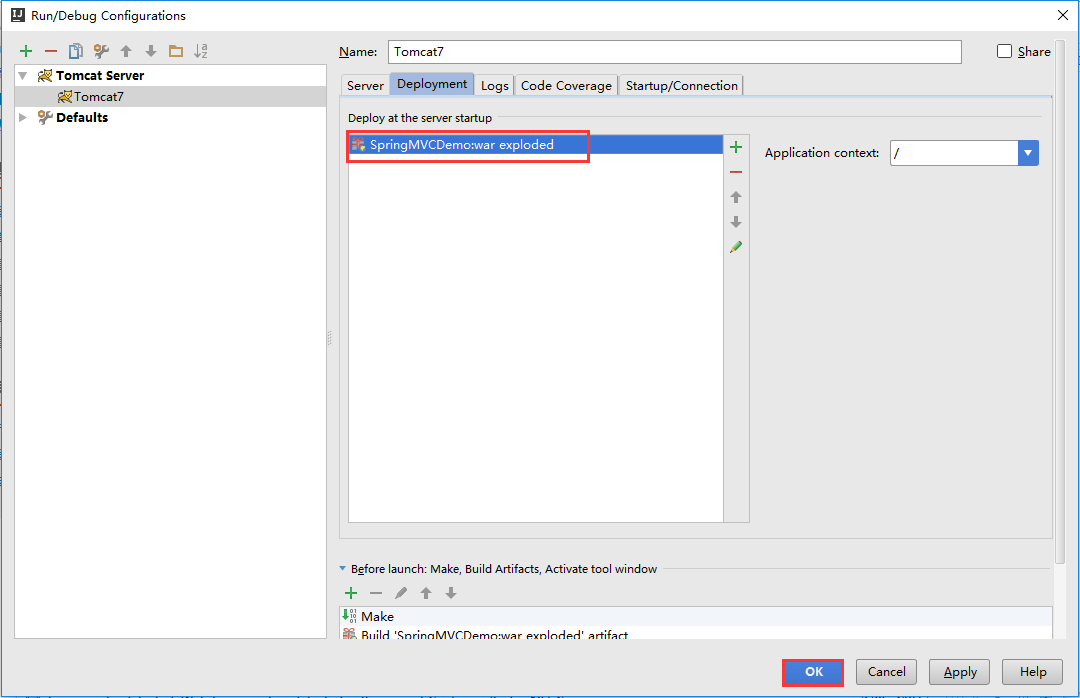 Run/Debug Configurations
Name: Tomcat7 Share
Tomcat Server
Tomcat7
Defaults
Server Deployment Logs Code Coverage Startup/Connection
Deploy at the server startup
SpringMVCDemo:war exploded
Application context: /
Before launch: Make, Build Artifacts, Activate tool window
Make
Build 'SpringMVCDemo:war exploded' artifact
OK Cancel Apply Help